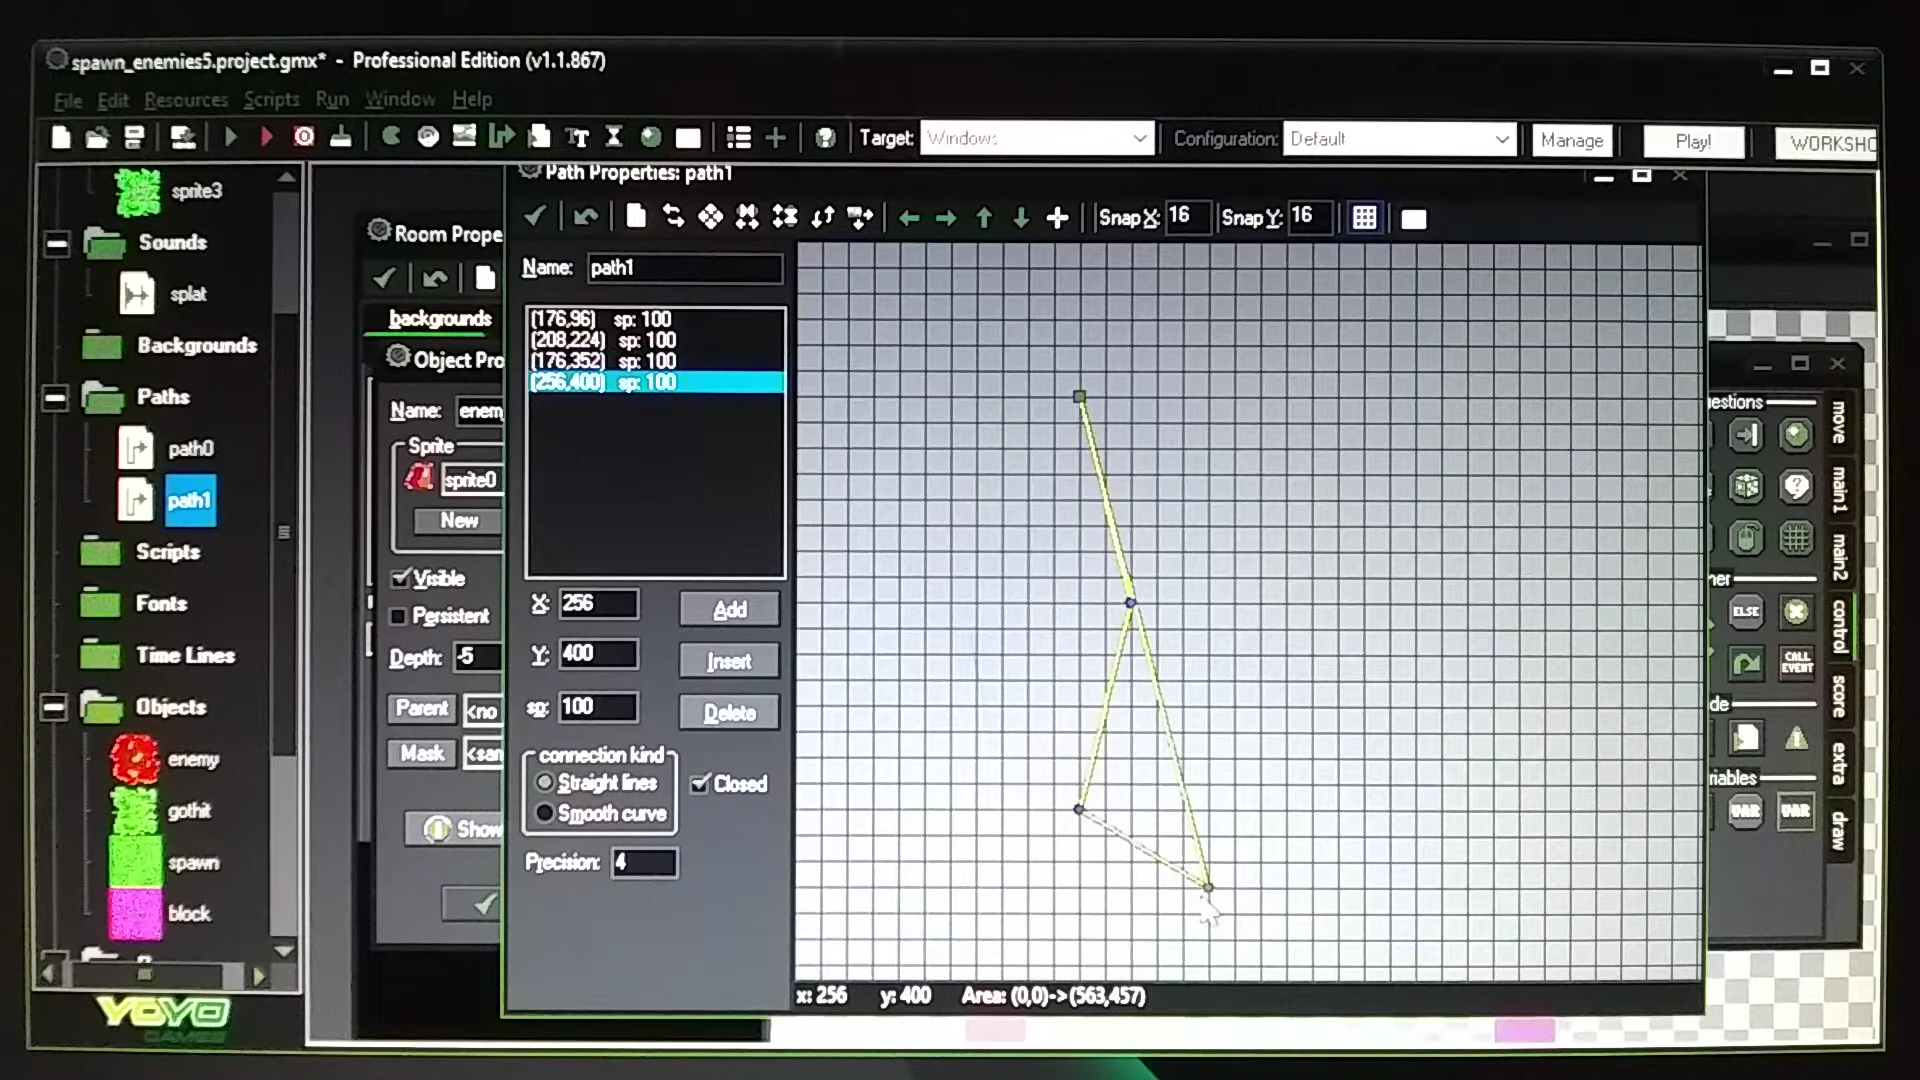 spawn_enemies5.project.gmx* - Professional Edition (v1.1.867)
File Edit Resources Scripts Run Window Help
Target: Windows Configuration: Default Manage Play! WORKSHO
sprite3
Sounds
splat
Backgrounds
Paths
path0
path1
Scripts
Fonts
Time Lines
Objects
enemy
gothit
spawn
block
YOYO
GAMES
Room Prope
backgrounds
Object Pro
Name: enem
Sprite
sprite0
New
Visible
Persistent
Depth: -5
Parent <no
Mask <san
Show
Path Properties: path1
Snap X: 16 Snap Y: 16
Name: path1
(176,96) sp: 100
(208,224) sp: 100
(176,352) sp: 100
(256,400) sp: 100
X: 256 Add
Y: 400 Insert
sp: 100 Delete
connection kind
Straight lines Closed
Smooth curve
Precision: 4
x: 256 y: 400 Area: (0,0)->(563,457)
estions
ELSE
CALL
EVENT
VAR VAR
move
main1
main2
control
score
extra
draw